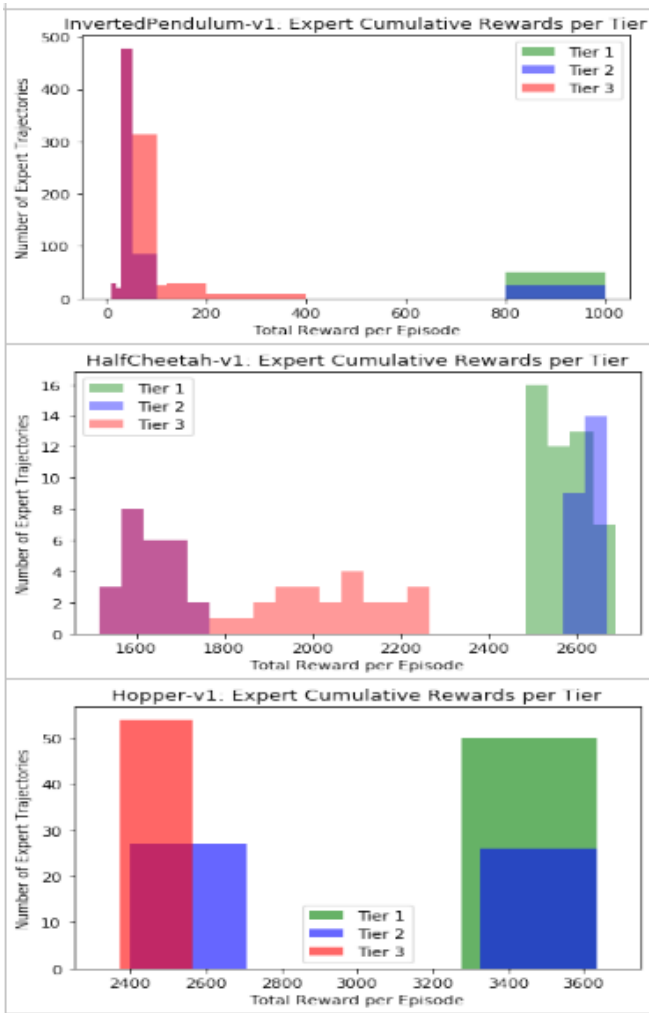 InvertedPendulum-v1. Expert Cumulative Rewards per Tier
Number of Expert Trajectories
500
400
300
200
100
0
Tier 1
Tier 2
Tier 3
0 200 400 600 800 1000
Total Reward per Episode
HalfCheetah-v1. Expert Cumulative Rewards per Tier
Number of Expert Trajectories
16
14
12
10
8
6
4
2
0
Tier 1
Tier 2
Tier 3
1600 1800 2000 2200 2400 2600
Total Reward per Episode
Hopper-v1. Expert Cumulative Rewards per Tier
Number of Expert Trajectories
50
40
30
20
10
0
Tier 1
Tier 2
Tier 3
2400 2600 2800 3000 3200 3400 3600
Total Reward per Episode